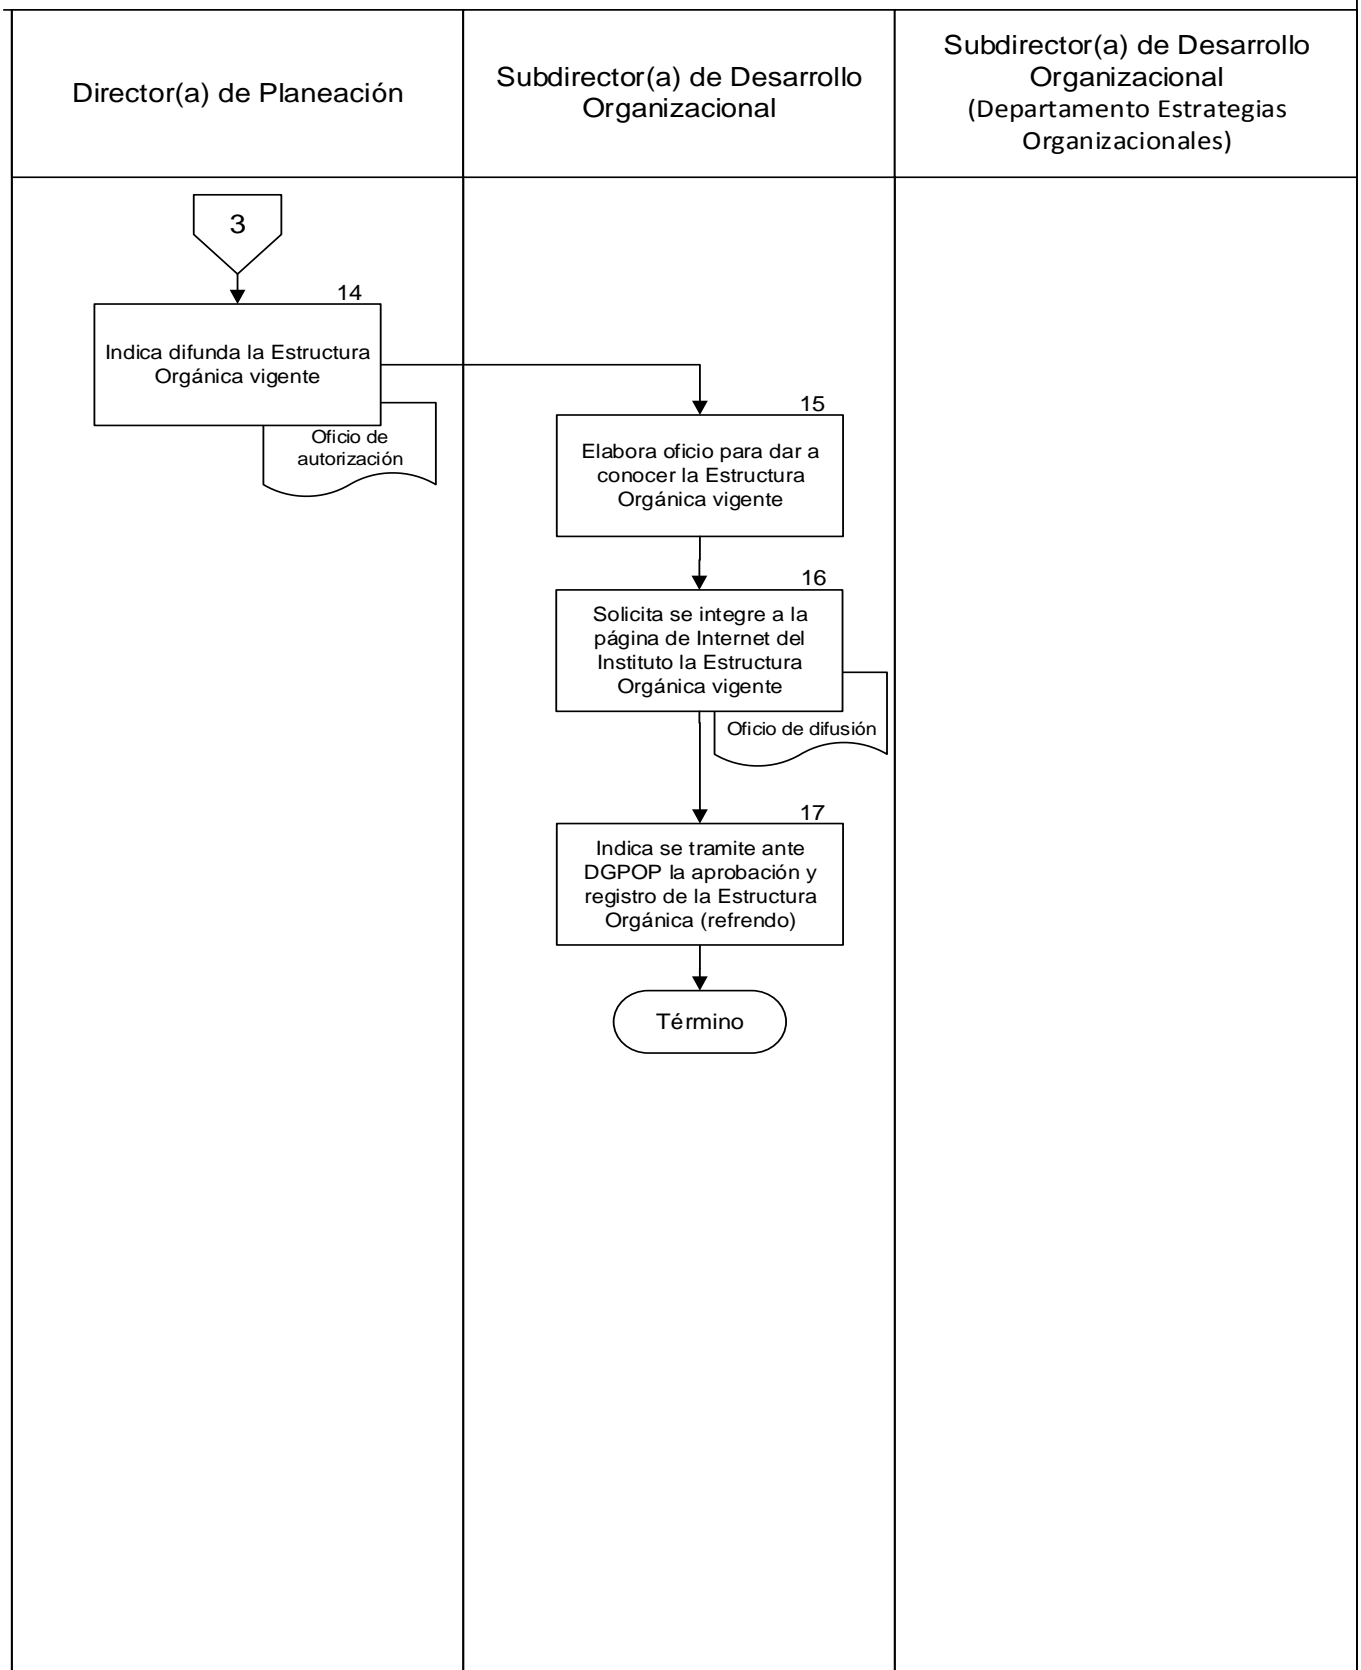 Director(a) de Planeación
Subdirector(a) de Desarrollo
Organizacional
Subdirector(a) de Desarrollo
Organizacional
(Departamento Estrategias
Organizacionales)
3
14
Indica difunda la Estructura
Orgánica vigente
Oficio de
autorización
15
Elabora oficio para dar a
conocer la Estructura
Orgánica vigente
16
Solicita se integre a la
página de Internet del
Instituto la Estructura
Orgánica vigente
Oficio de difusión
17
Indica se tramite ante
DGPOP la aprobación y
registro de la Estructura
Orgánica (refrendo)
Término